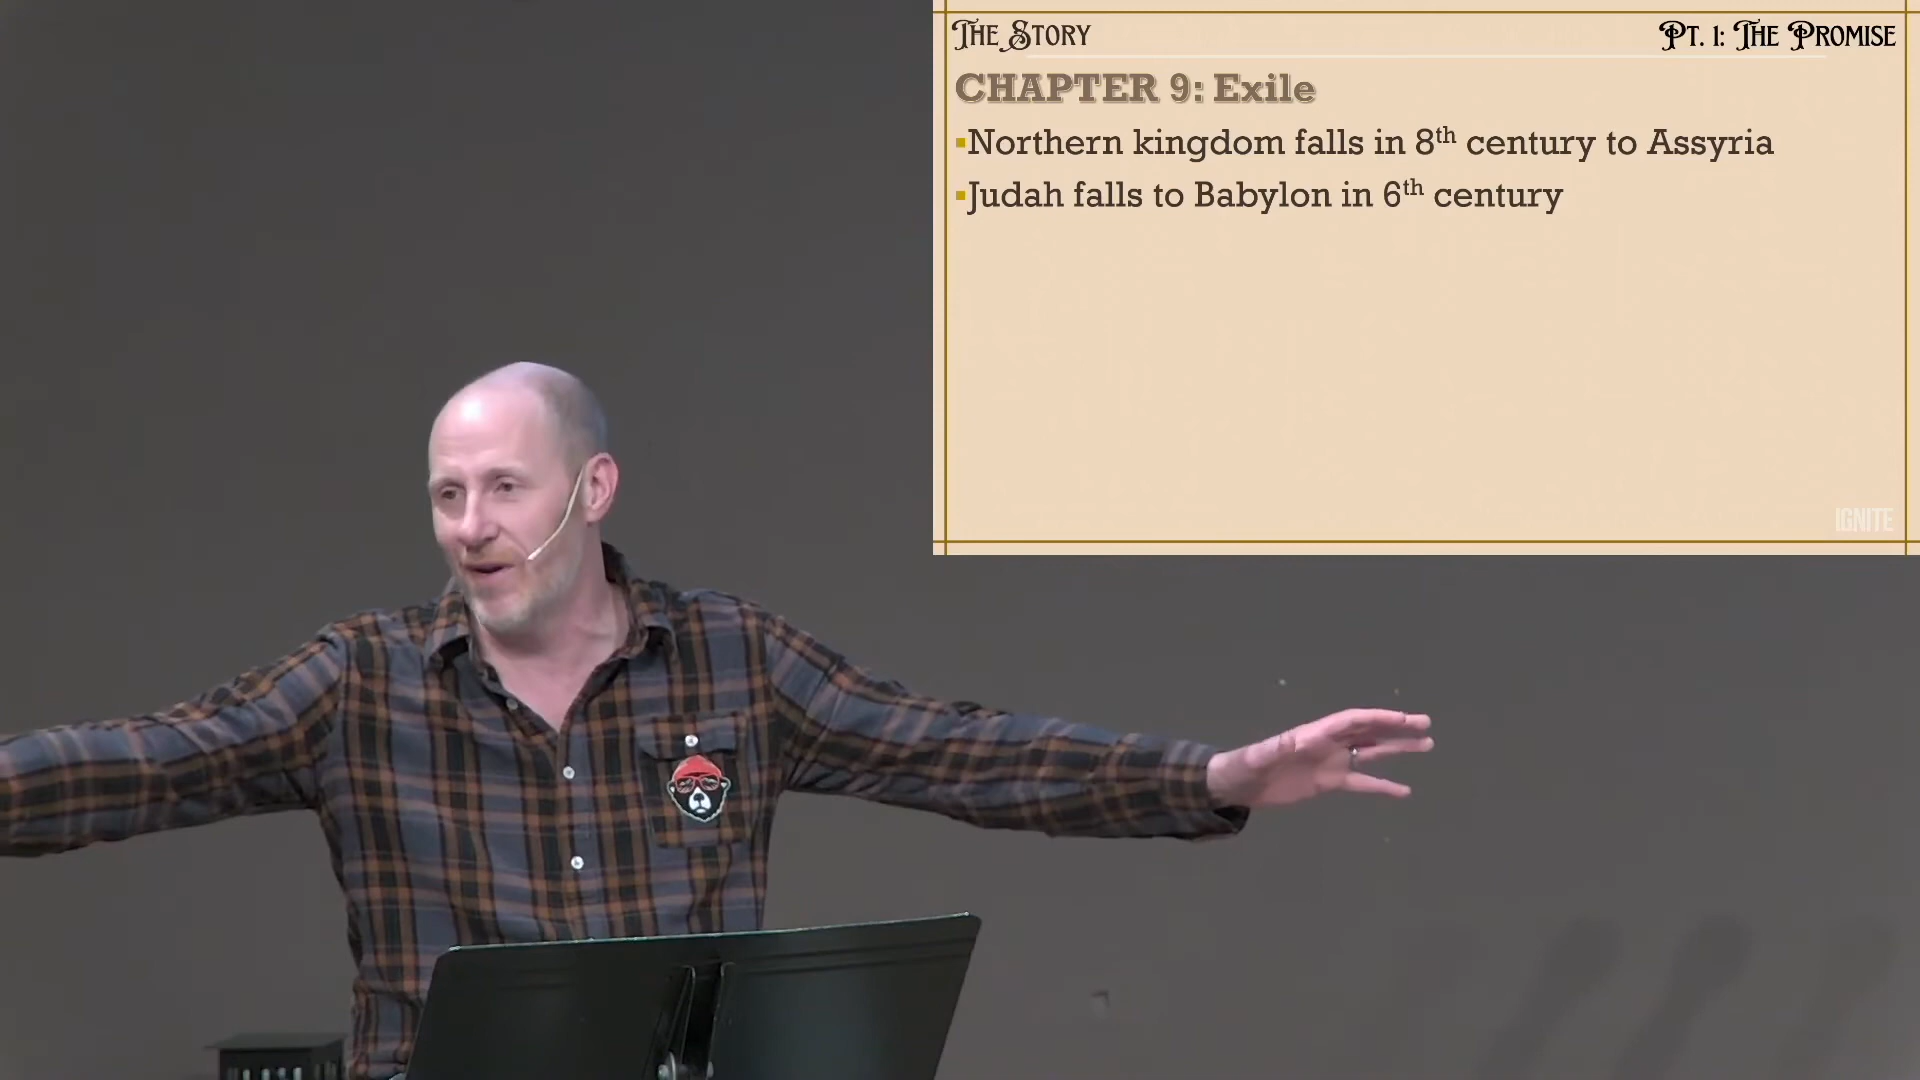 The Story
Pt. 1: The Promise
CHAPTER 9: Exile
▪Northern kingdom falls in 8th century to Assyria
▪Judah falls to Babylon in 6th century
IGNITE